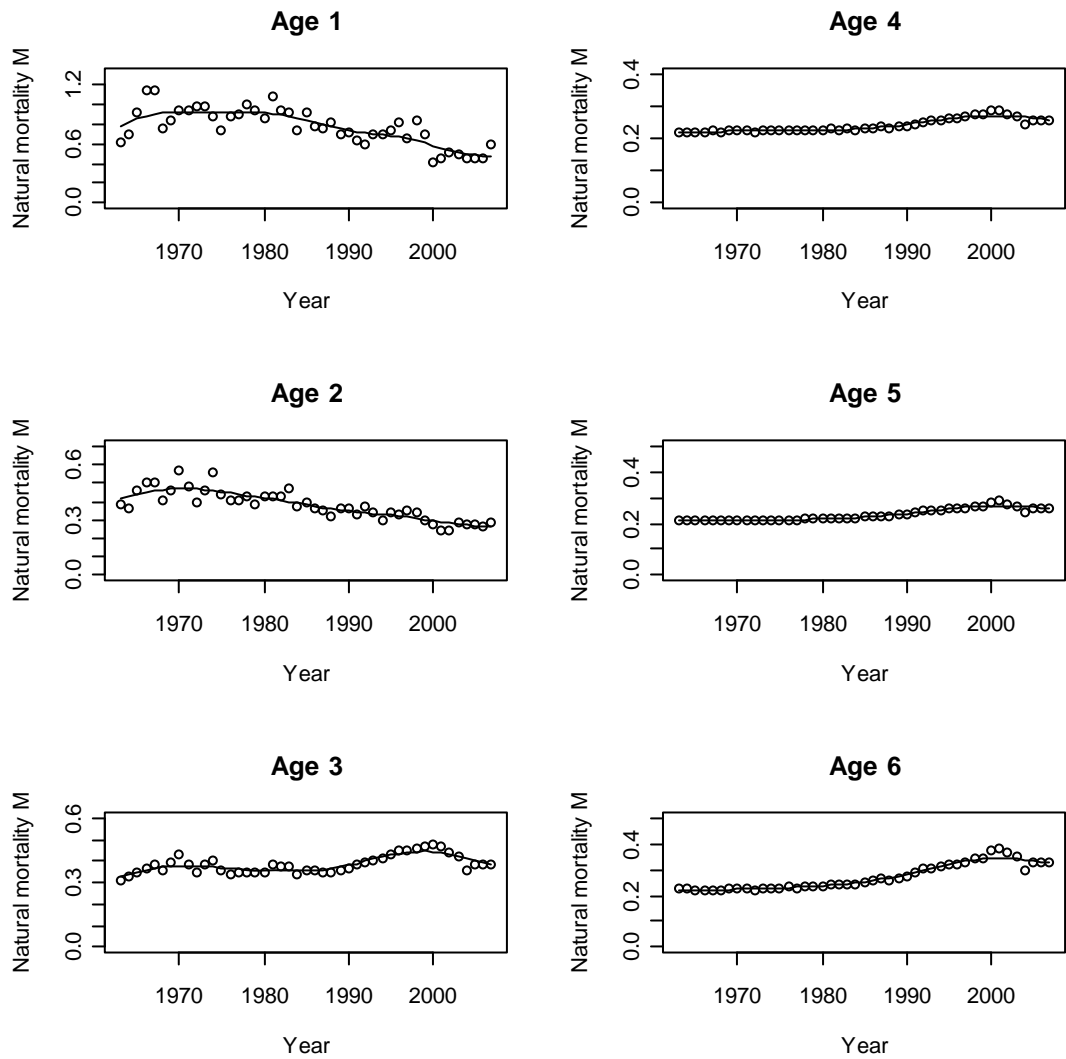 Age 1
Natural mortality M
0.0 0.6 1.2
1970 1980 1990 2000
Year
Age 4
Natural mortality M
0.0 0.2 0.4
1970 1980 1990 2000
Year
Age 2
Natural mortality M
0.0 0.3 0.6
1970 1980 1990 2000
Year
Age 5
Natural mortality M
0.0 0.2 0.4
1970 1980 1990 2000
Year
Age 3
Natural mortality M
0.0 0.3 0.6
1970 1980 1990 2000
Year
Age 6
Natural mortality M
0.0 0.2 0.4
1970 1980 1990 2000
Year